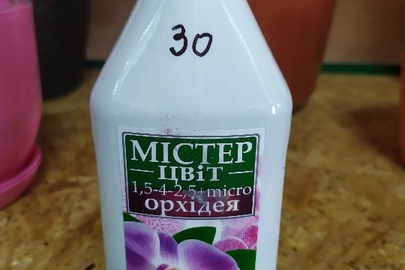 30
МІСТЕР
ЦВіТ
1,5-4-2,5+micro
орхідея